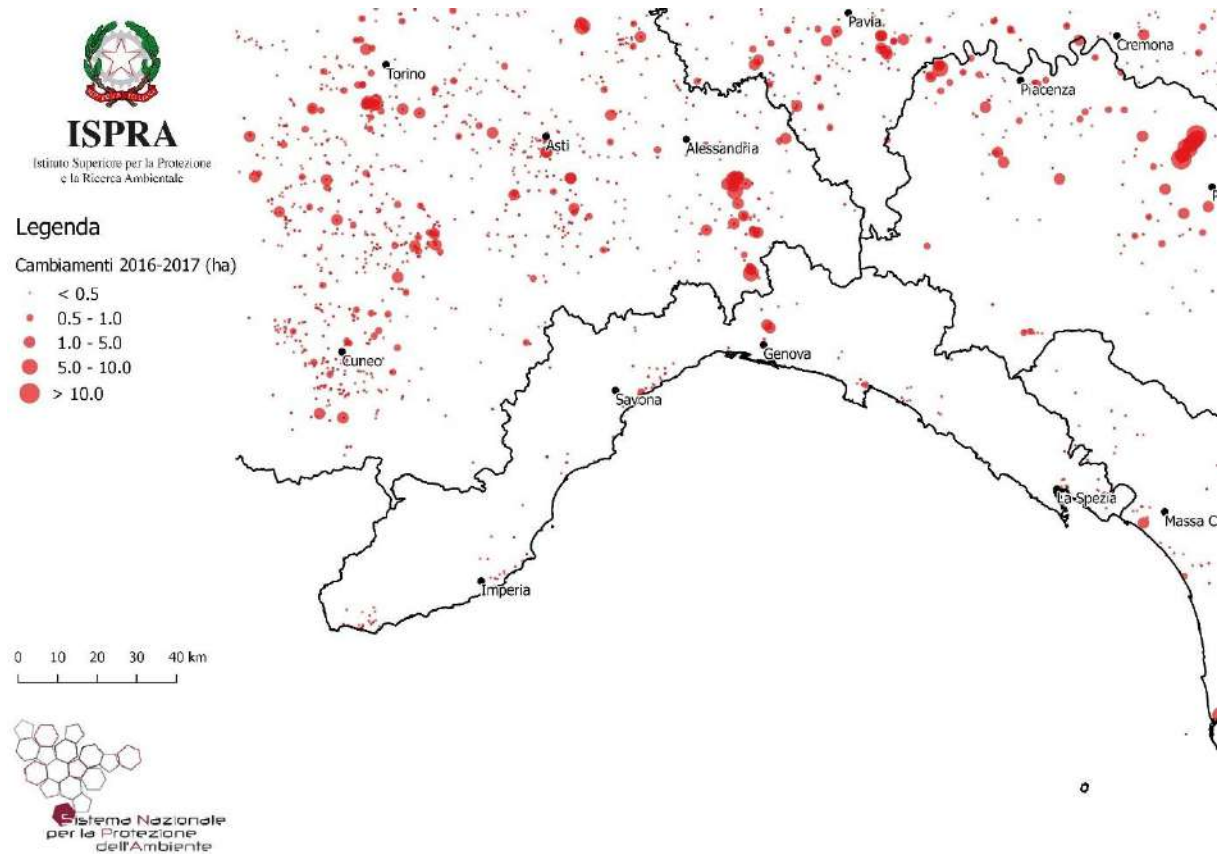 ISPRA
Istituto Superiore per la Protezione
e la Ricerca Ambientale
Legenda
Cambiamenti 2016-2017 (ha)
< 0.5
0.5 - 1.0
1.0 - 5.0
5.0 - 10.0
> 10.0
Pavia
Cremona
Torino
Piacenza
Asti
Alessandria
Cuneo
Genova
Savona
La Spezia
Massa C
Imperia
0 10 20 30 40 km
Sistema Nazionale
per la Protezione
dell'Ambiente